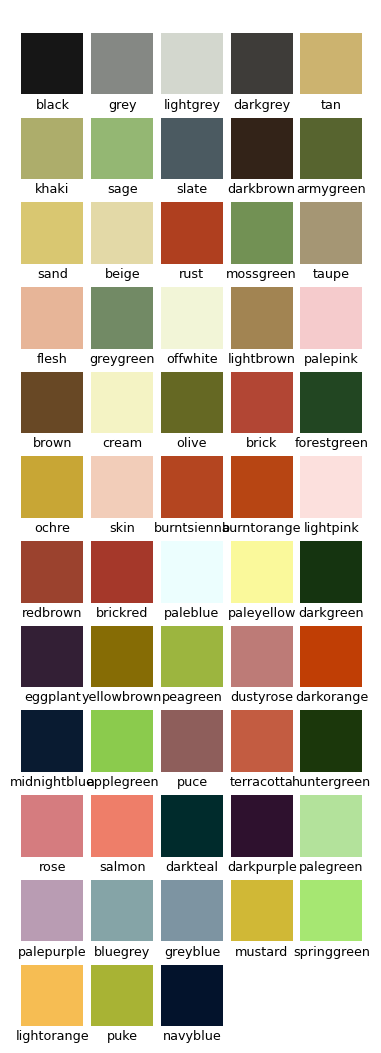 black grey lightgrey darkgrey tan
khaki sage slate darkbrown armygreen
sand beige rust mossgreen taupe
flesh greygreen offwhite lightbrown palepink
brown cream olive brick forestgreen
ochre skin burntsienna burntorange lightpink
redbrown brickred paleblue paleyellow darkgreen
eggplant yellowbrown peagreen dustyrose darkorange
midnightblue applegreen puce terracotta huntergreen
rose salmon darkteal darkpurple palegreen
palepurple bluegrey greyblue mustard springgreen
lightorange puke navyblue